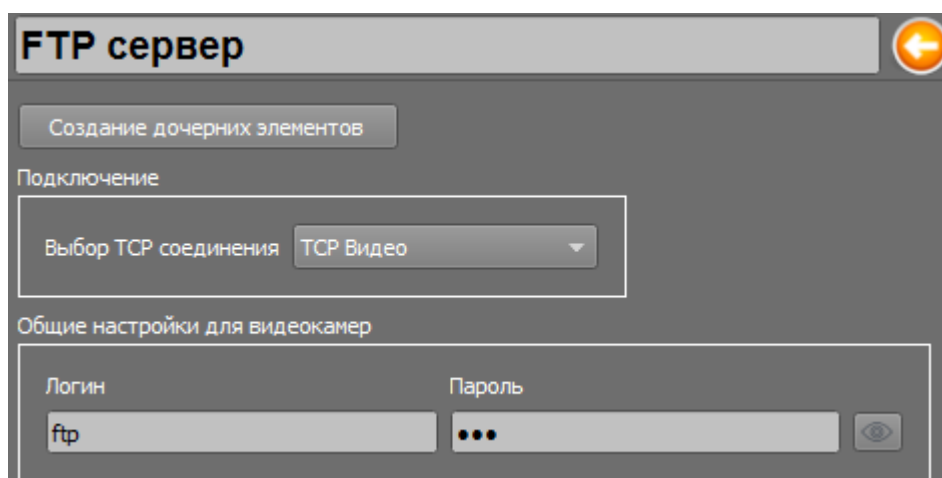 FTP сервер
Создание дочерних элементов
Подключение
Выбор TCP соединения TCP Видео
Общие настройки для видеокамер
Логин Пароль
ftp •••